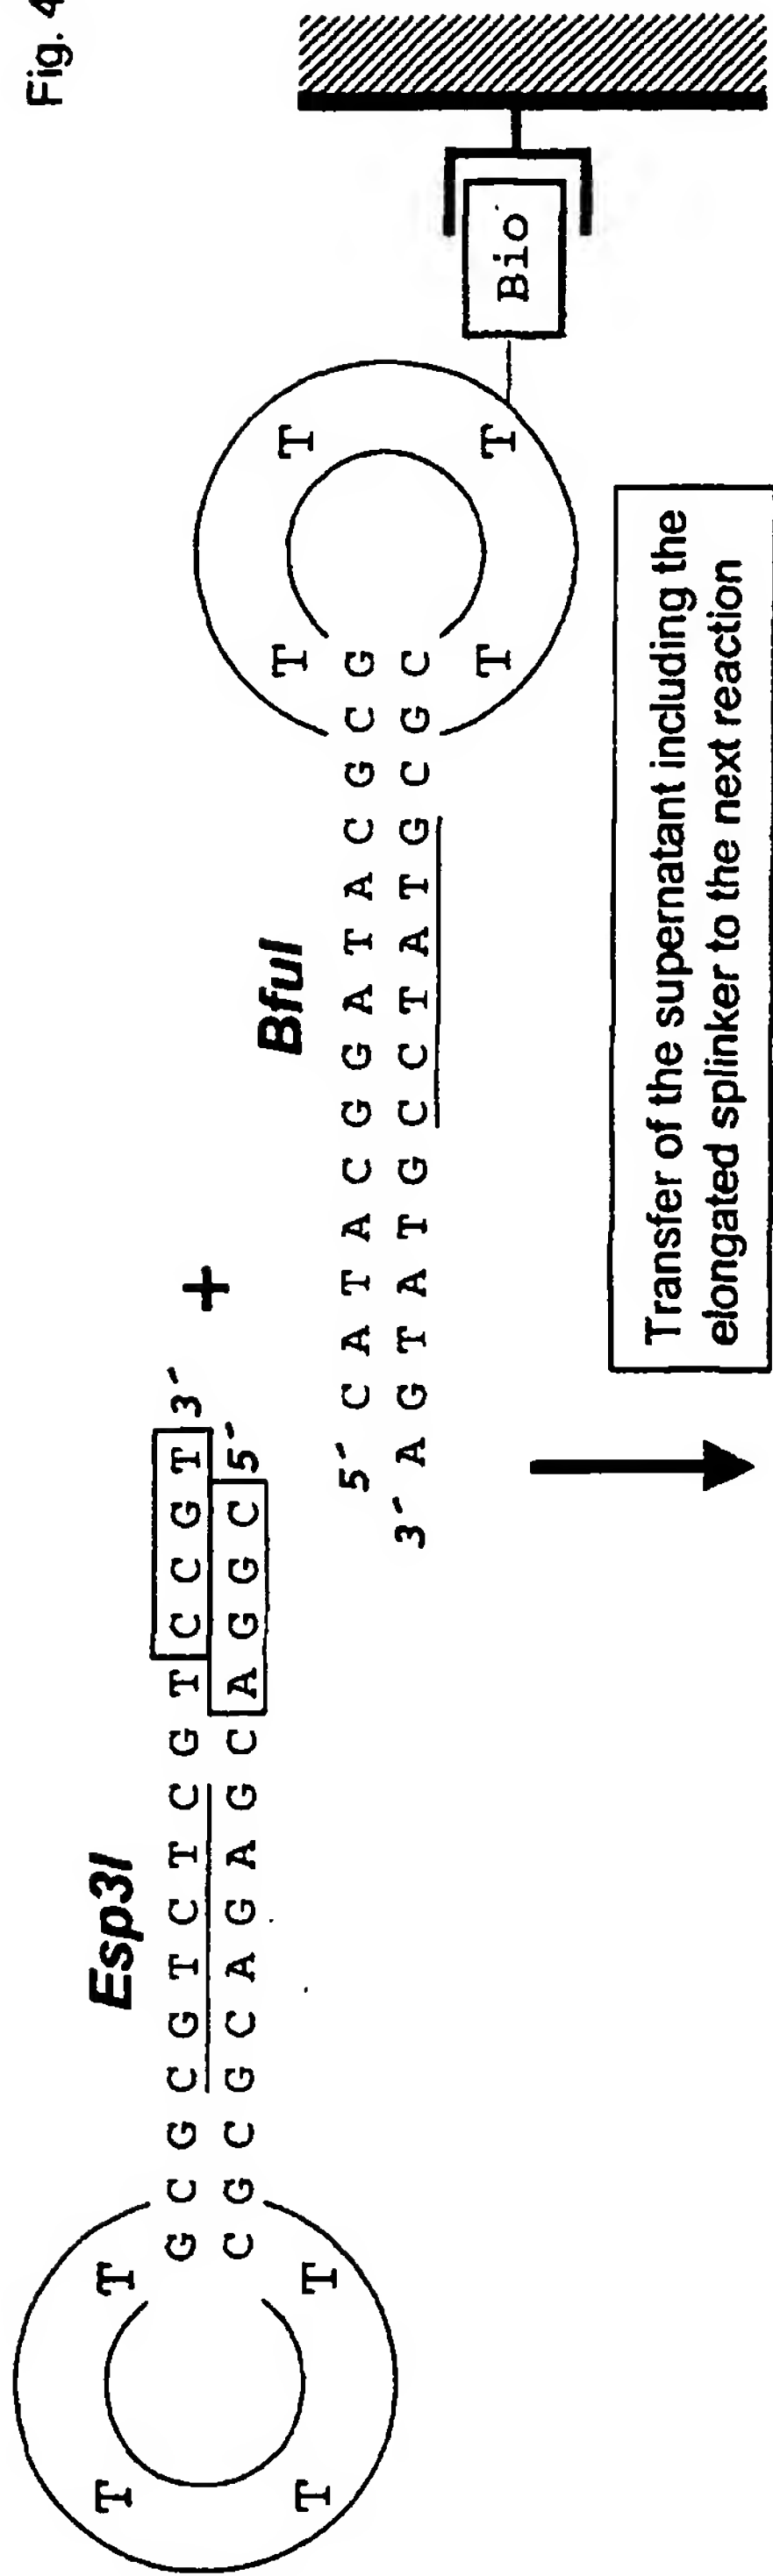 Fig. 4
Esp3I
T T
G C G C G T C T C G T C C G T 3´
C G C G C A G A G C A G G C 5´
T T
+
BfuI
T T
5´ C A T A C G G A T A C G C G
3´ A G T A T G C C T A T G C G C
T T
Bio
Transfer of the supernatant including the
elongated splinker to the next reaction